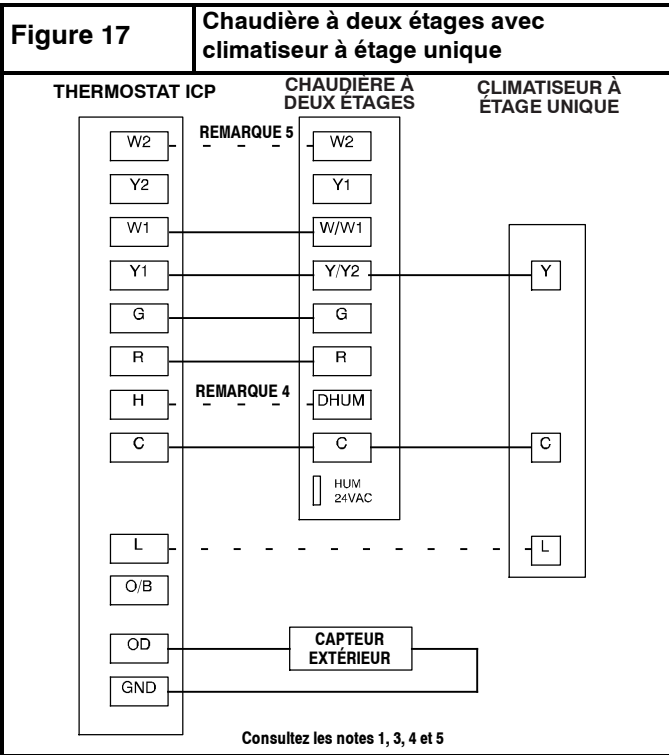 Figure 17
Chaudière à deux étages avec
climatiseur à étage unique
THERMOSTAT ICP
CHAUDIÈRE À
DEUX ÉTAGES
CLIMATISEUR À
ÉTAGE UNIQUE
W2 REMARQUE 5 W2
Y2 Y1
W1 W/W1
Y1 Y/Y2 Y
G G
R R
H REMARQUE 4 DHUM
C C C
HUM
24VAC
L L
O/B
OD
CAPTEUR
EXTÉRIEUR
GND
Consultez les notes 1, 3, 4 et 5